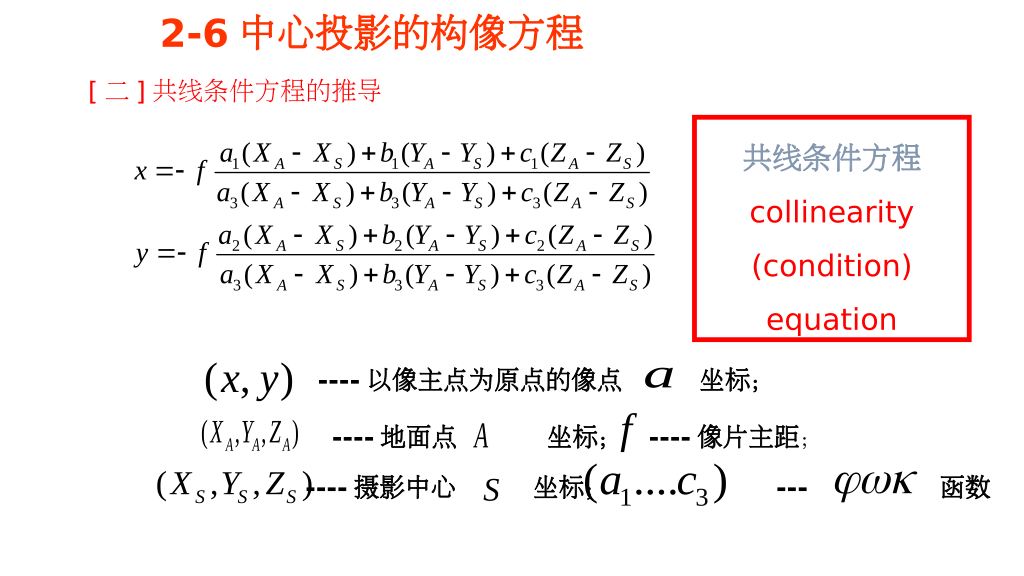 2-6 中心投影的构像方程
[ 二 ] 共线条件方程的推导
x = - f \frac{a_1(X_A - X_S) + b_1(Y_A - Y_S) + c_1(Z_A - Z_S)}{a_3(X_A - X_S) + b_3(Y_A - Y_S) + c_3(Z_A - Z_S)}
y = - f \frac{a_2(X_A - X_S) + b_2(Y_A - Y_S) + c_2(Z_A - Z_S)}{a_3(X_A - X_S) + b_3(Y_A - Y_S) + c_3(Z_A - Z_S)}
共线条件方程
collinearity
(condition)
equation
(x, y) ---- 以像主点为原点的像点 a 坐标;
(X_A, Y_A, Z_A) ---- 地面点 A 坐标; f ---- 像片主距;
(X_S, Y_S, Z_S) ---- 摄影中心 S 坐标; (a_1....c_3) --- φωκ 函数